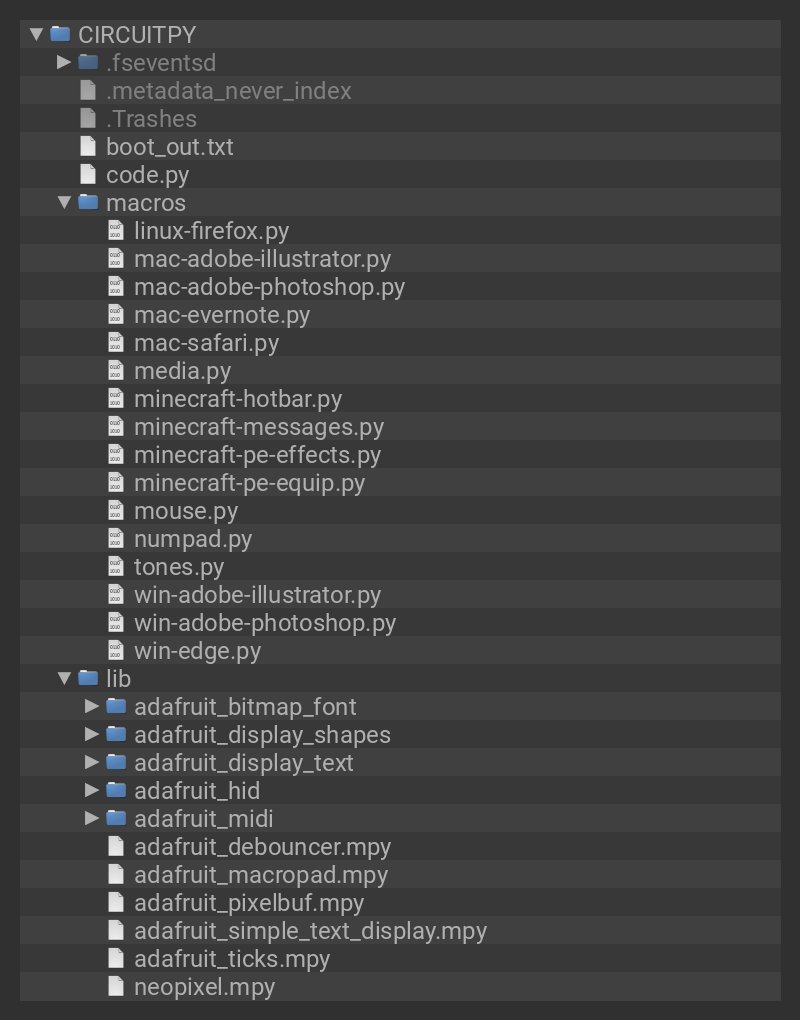 CIRCUITPY
.fseventsd
.metadata_never_index
.Trashes
boot_out.txt
code.py
macros
linux-firefox.py
mac-adobe-illustrator.py
mac-adobe-photoshop.py
mac-evernote.py
mac-safari.py
media.py
minecraft-hotbar.py
minecraft-messages.py
minecraft-pe-effects.py
minecraft-pe-equip.py
mouse.py
numpad.py
tones.py
win-adobe-illustrator.py
win-adobe-photoshop.py
win-edge.py
lib
adafruit_bitmap_font
adafruit_display_shapes
adafruit_display_text
adafruit_hid
adafruit_midi
adafruit_debouncer.mpy
adafruit_macropad.mpy
adafruit_pixelbuf.mpy
adafruit_simple_text_display.mpy
adafruit_ticks.mpy
neopixel.mpy